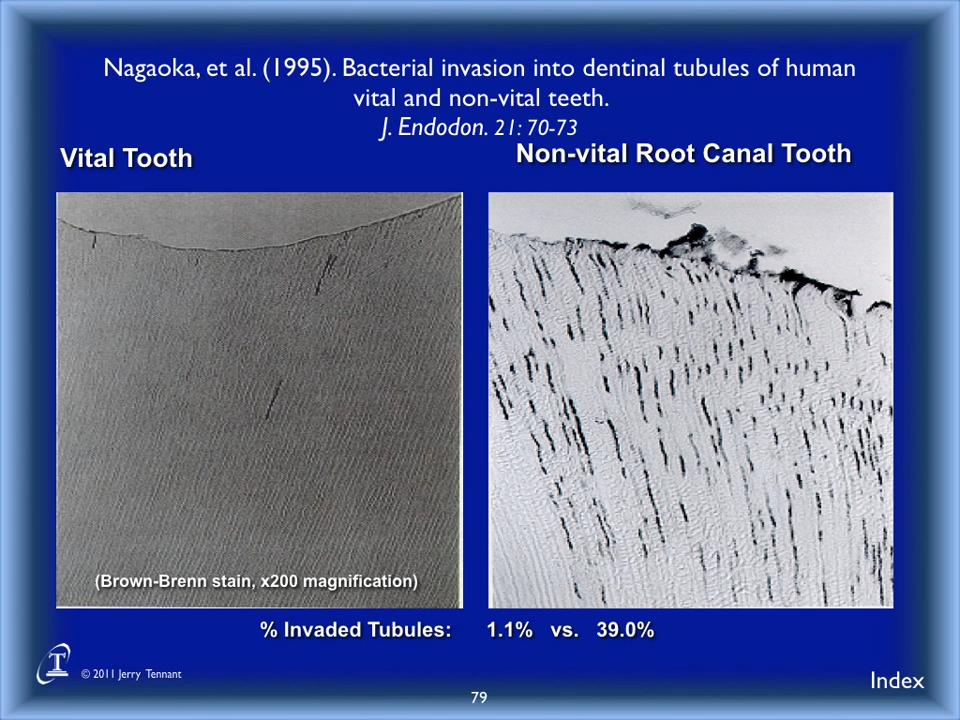 Nagaoka, et al. (1995). Bacterial invasion into dentinal tubules of human
vital and non-vital teeth.
J. Endodon. 21: 70-73
Vital Tooth
Non-vital Root Canal Tooth
(Brown-Brenn stain, x200 magnification)
% Invaded Tubules: 1.1% vs. 39.0%
T
© 2011 Jerry Tennant
Index
79